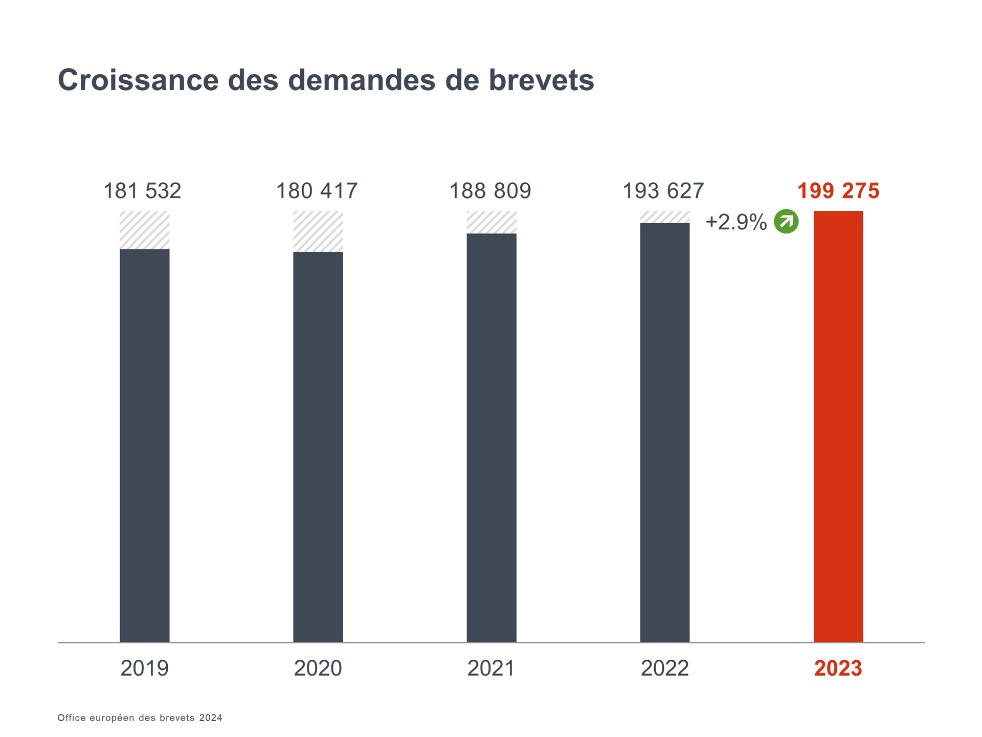 Croissance des demandes de brevets
181 532 180 417 188 809 193 627 199 275
+2.9%
2019 2020 2021 2022 2023
Office européen des brevets 2024